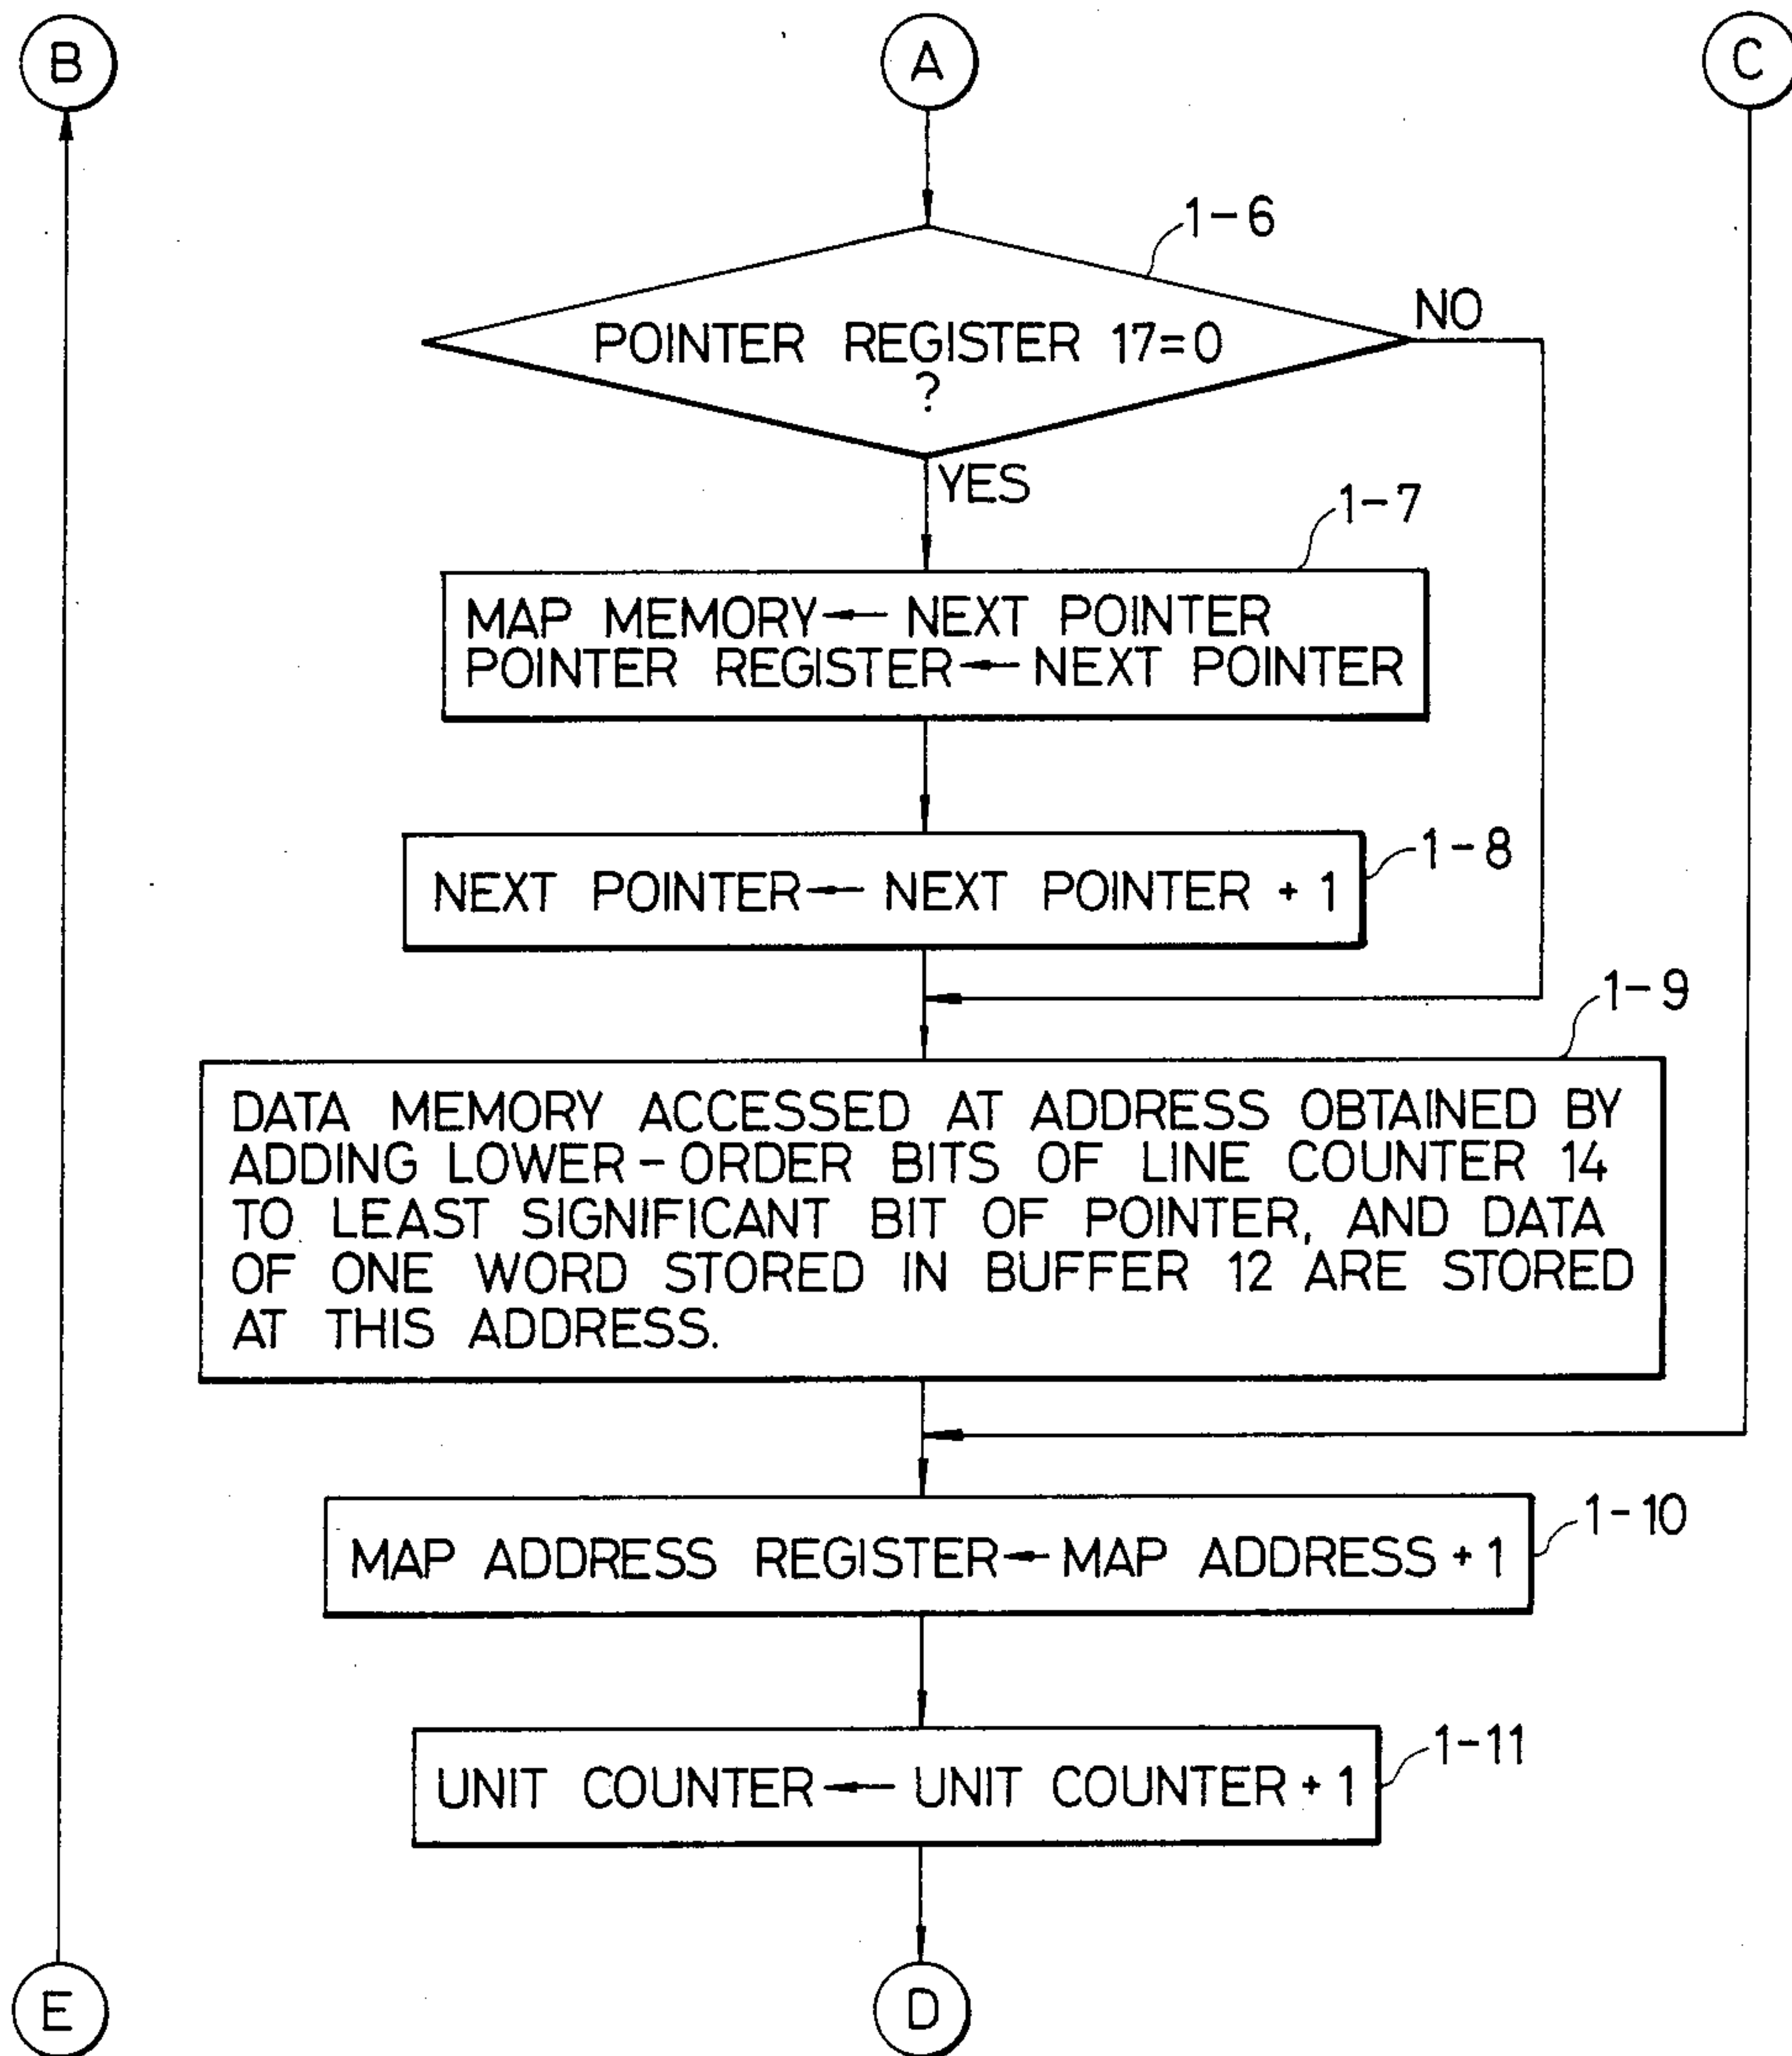 B
A
C
1-6
NO
POINTER REGISTER 17=0
?
YES
1-7
MAP MEMORY← NEXT POINTER
POINTER REGISTER← NEXT POINTER
1-8
NEXT POINTER← NEXT POINTER + 1
1-9
DATA MEMORY ACCESSED AT ADDRESS OBTAINED BY
ADDING LOWER-ORDER BITS OF LINE COUNTER 14
TO LEAST SIGNIFICANT BIT OF POINTER, AND DATA
OF ONE WORD STORED IN BUFFER 12 ARE STORED
AT THIS ADDRESS.
1-10
MAP ADDRESS REGISTER← MAP ADDRESS + 1
1-11
UNIT COUNTER← UNIT COUNTER + 1
E
D